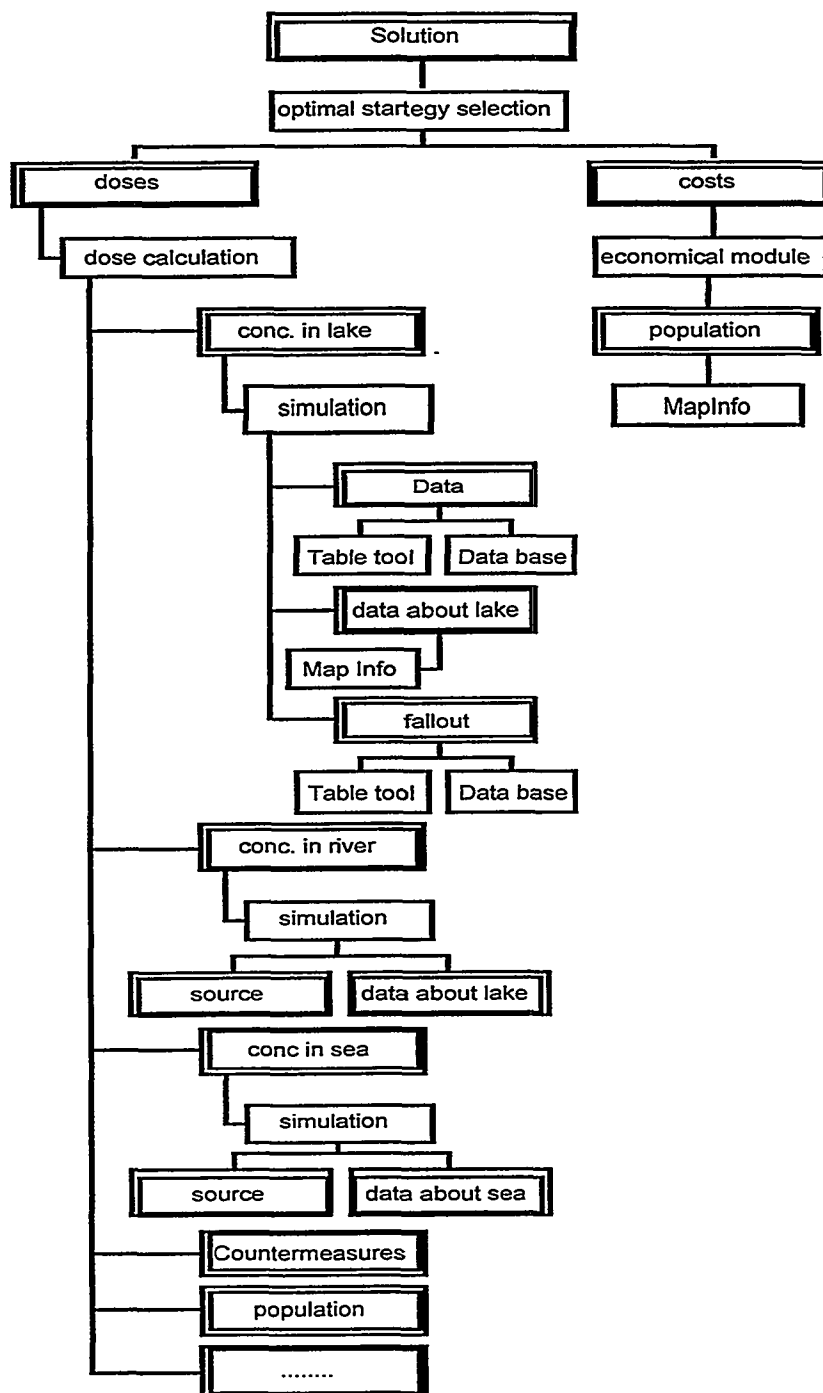 Solution
optimal startegy selection
doses
costs
dose calculation
economical module
conc. in lake
population
simulation
MapInfo
Data
Table tool
Data base
data about lake
Map Info
fallout
Table tool
Data base
conc. in river
simulation
source
data about lake
conc in sea
simulation
source
data about sea
Countermeasures
population
........